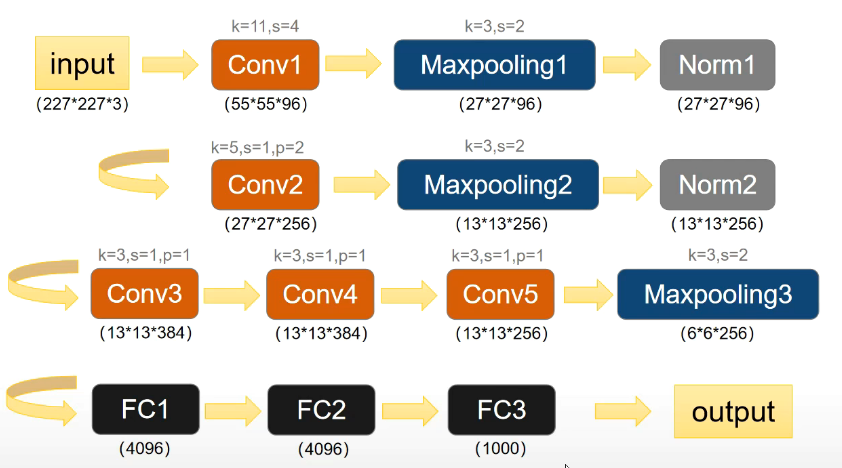 k=11,s=4 k=3,s=2
input Conv1 Maxpooling1 Norm1
(227*227*3) (55*55*96) (27*27*96) (27*27*96)
k=5,s=1,p=2 k=3,s=2
Conv2 Maxpooling2 Norm2
(27*27*256) (13*13*256) (13*13*256)
k=3,s=1,p=1 k=3,s=1,p=1 k=3,s=1,p=1 k=3,s=2
Conv3 Conv4 Conv5 Maxpooling3
(13*13*384) (13*13*384) (13*13*256) (6*6*256)
FC1 FC2 FC3 output
(4096) (4096) (1000)